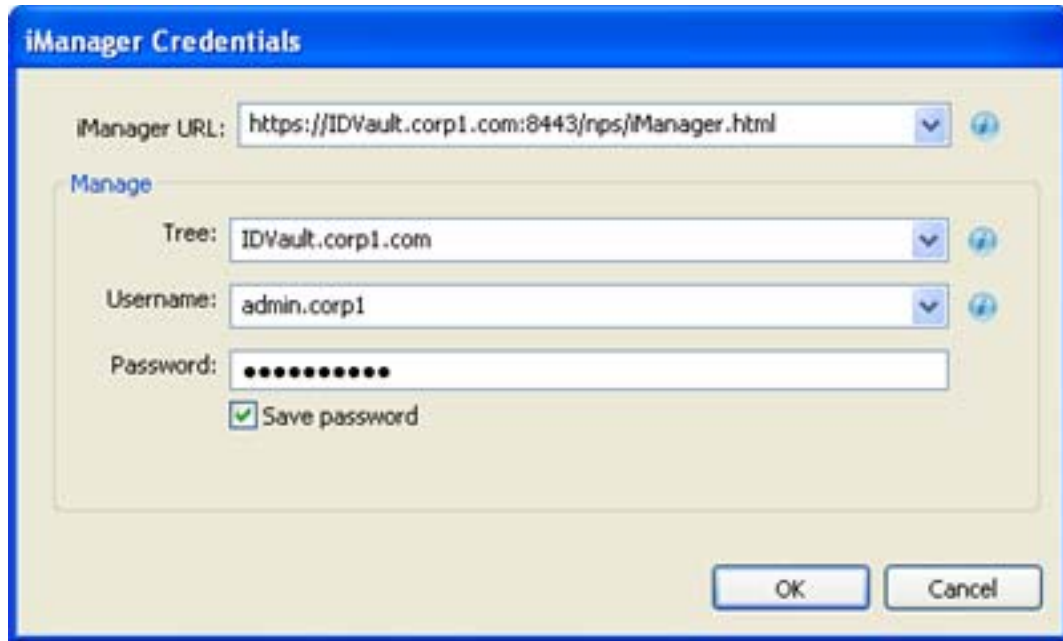 iManager Credentials
iManager URL: https://IDVault.corp1.com:8443/nps/iManager.html
Manage
Tree: IDVault.corp1.com
Username: admin.corp1
Password: ●●●●●●●●●●
Save password
OK Cancel